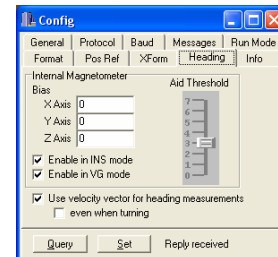 Config
General Protocol Baud Messages Run Mode
Format Pos Ref XForm Heading Info
Internal Magnetometer
Bias
Aid Threshold
X Axis 0
Y Axis 0
Z Axis 0
7
6
5
4
3
2
1
0
Enable in INS mode
Enable in VG mode
Use velocity vector for heading measurements
even when turning
Query Set Reply received